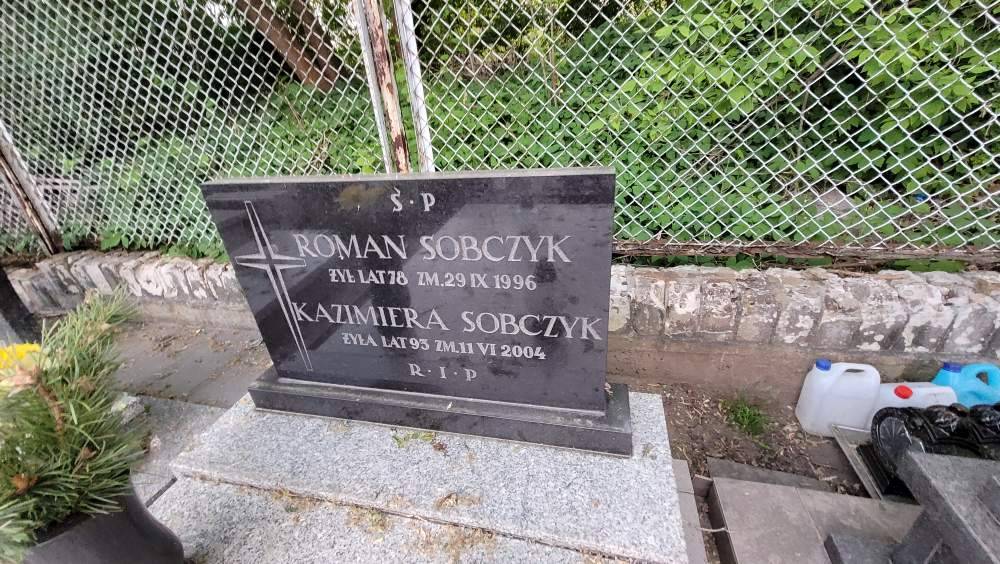 Ś·P
ROMAN SOBCZYK
ŻYŁ LAT 78 ZM. 29 IX 1996
KAZIMIERA SOBCZYK
ŻYŁA LAT 93 ZM. 11 VI 2004
R·I·P